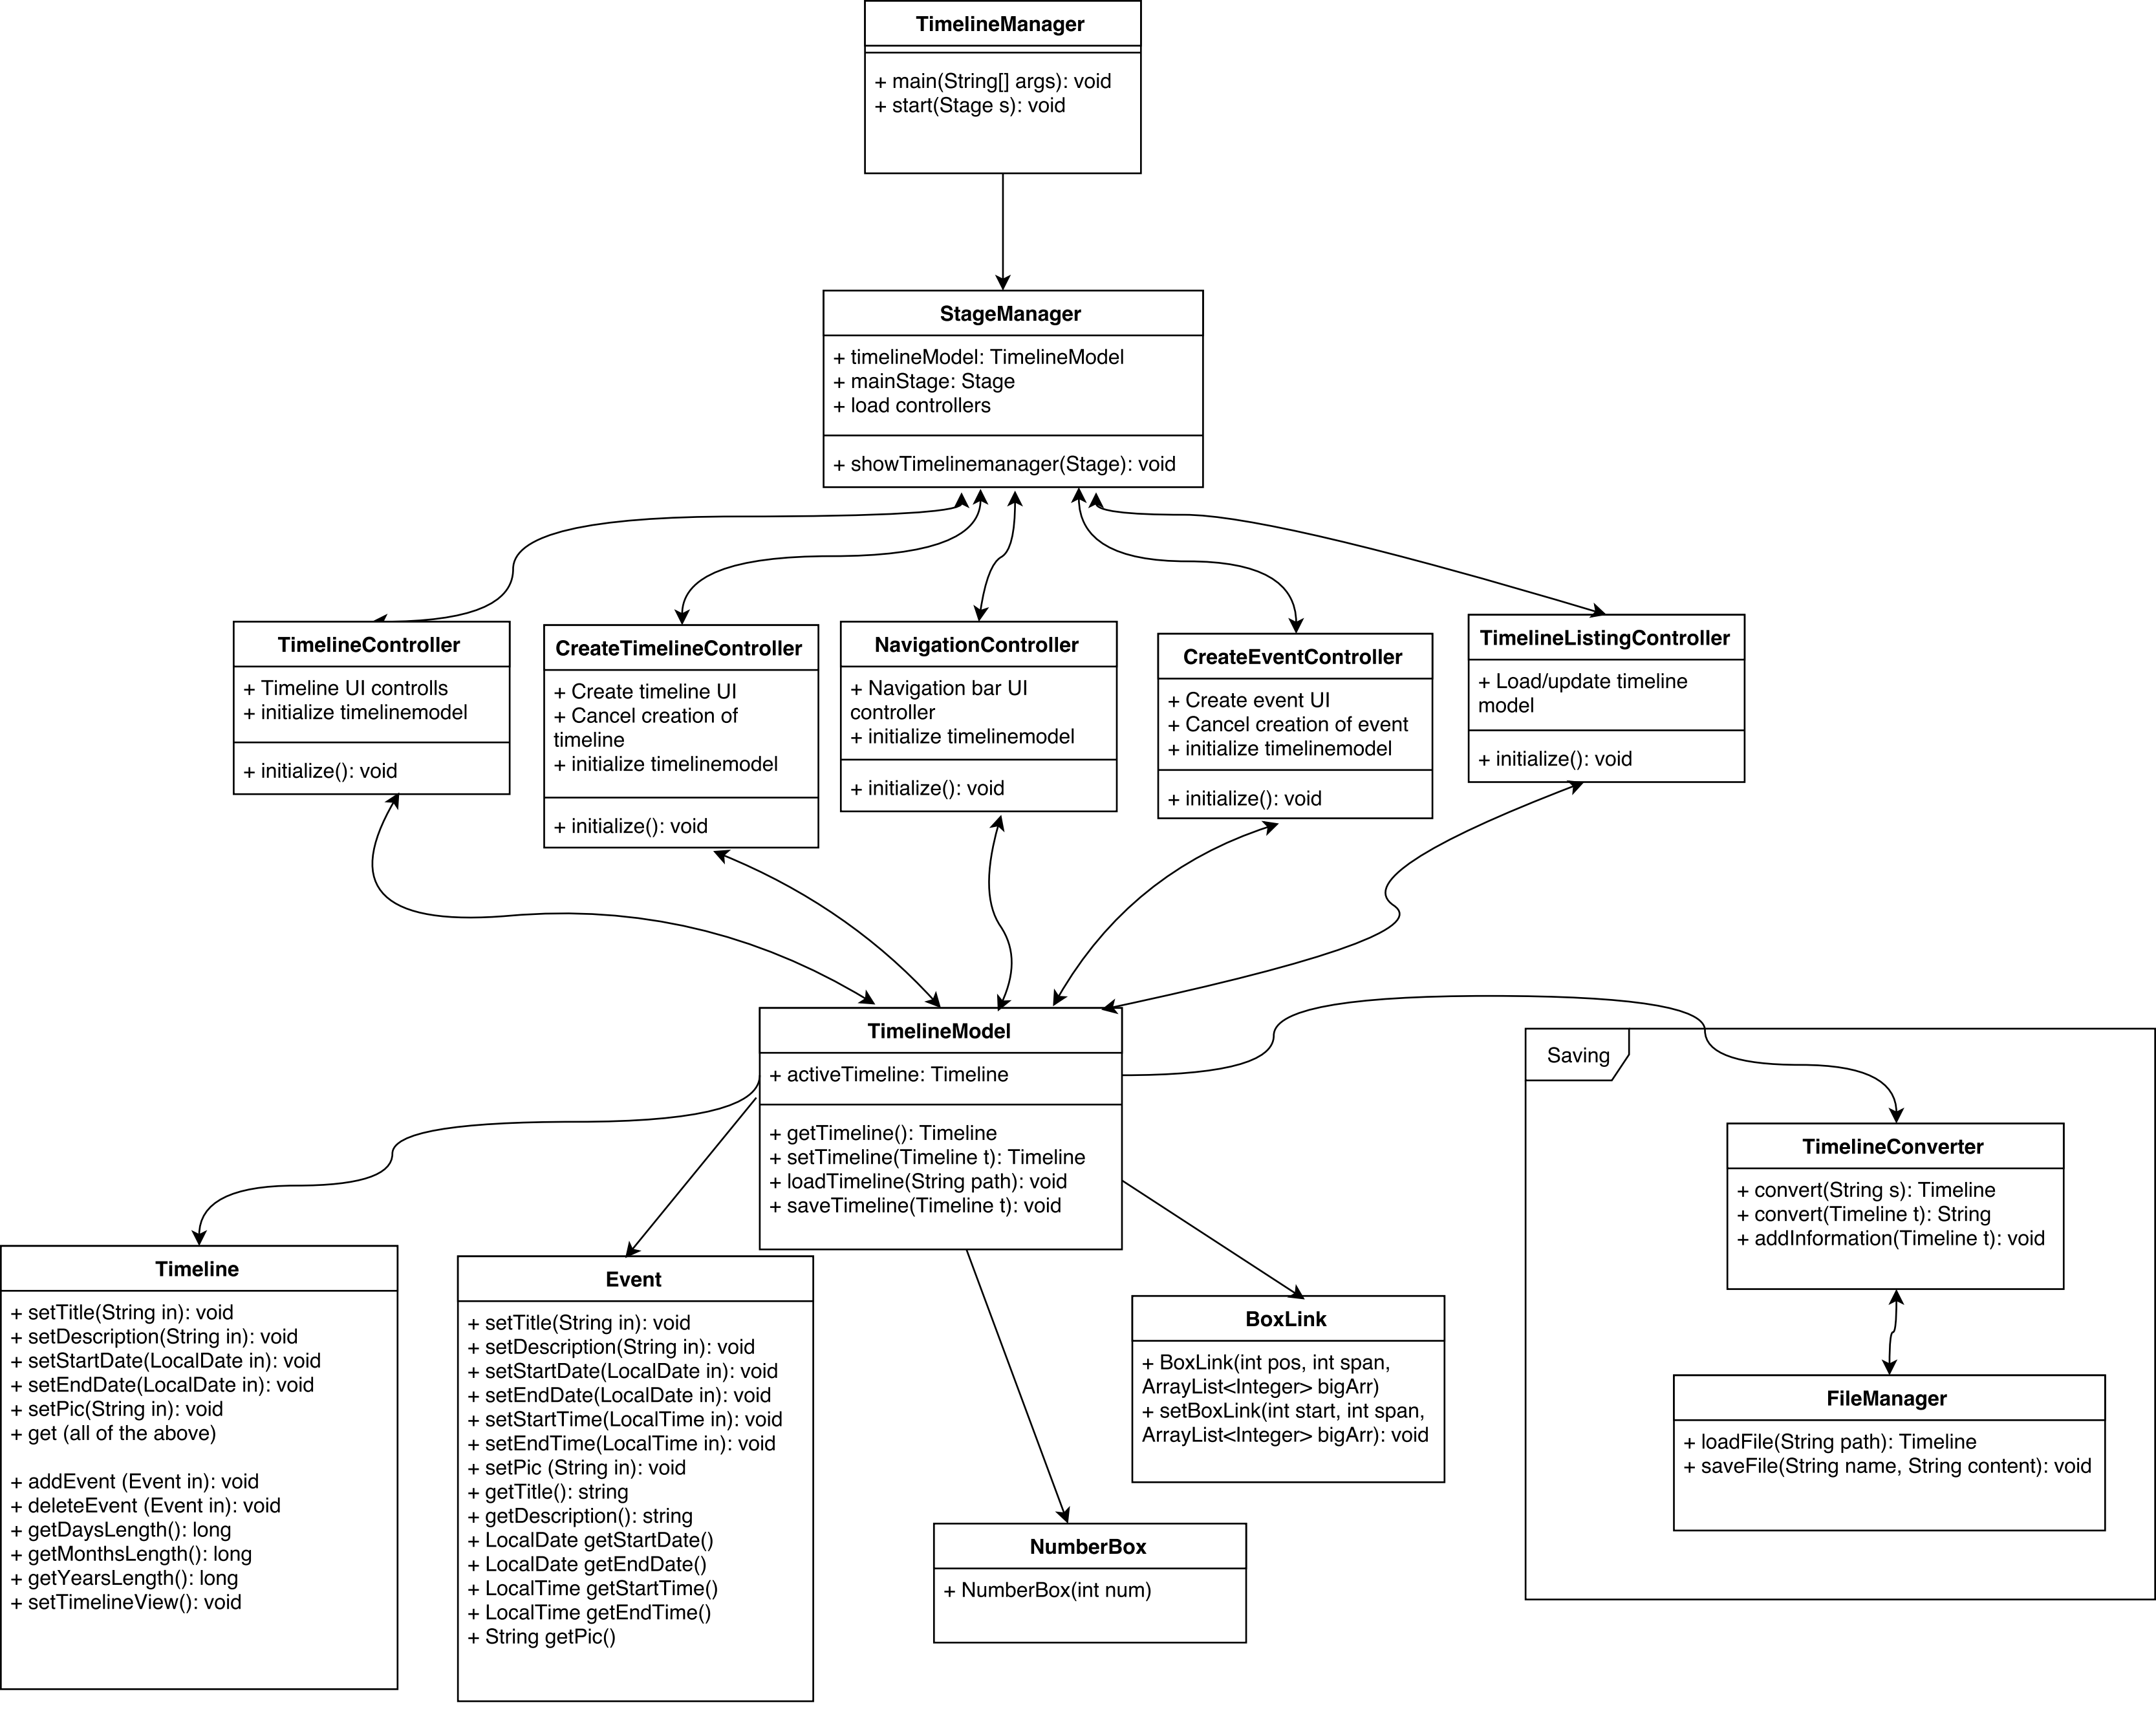 TimelineManager
+ main(String[] args): void
+ start(Stage s): void
StageManager
+ timelineModel: TimelineModel
+ mainStage: Stage
+ load controllers
+ showTimelinemanager(Stage): void
TimelineController
+ Timeline UI controlls
+ initialize timelinemodel
+ initialize(): void
CreateTimelineController
+ Create timeline UI
+ Cancel creation of
timeline
+ initialize timelinemodel
+ initialize(): void
NavigationController
+ Navigation bar UI
controller
+ initialize timelinemodel
+ initialize(): void
CreateEventController
+ Create event UI
+ Cancel creation of event
+ initialize timelinemodel
+ initialize(): void
TimelineListingController
+ Load/update timeline
model
+ initialize(): void
TimelineModel
+ activeTimeline: Timeline
+ getTimeline(): Timeline
+ setTimeline(Timeline t): Timeline
+ loadTimeline(String path): void
+ saveTimeline(Timeline t): void
Saving
TimelineConverter
+ convert(String s): Timeline
+ convert(Timeline t): String
+ addInformation(Timeline t): void
FileManager
+ loadFile(String path): Timeline
+ saveFile(String name, String content): void
Timeline
+ setTitle(String in): void
+ setDescription(String in): void
+ setStartDate(LocalDate in): void
+ setEndDate(LocalDate in): void
+ setPic(String in): void
+ get (all of the above)
+ addEvent (Event in): void
+ deleteEvent (Event in): void
+ getDaysLength(): long
+ getMonthsLength(): long
+ getYearsLength(): long
+ setTimelineView(): void
Event
+ setTitle(String in): void
+ setDescription(String in): void
+ setStartDate(LocalDate in): void
+ setEndDate(LocalDate in): void
+ setStartTime(LocalTime in): void
+ setEndTime(LocalTime in): void
+ setPic (String in): void
+ getTitle(): string
+ getDescription(): string
+ LocalDate getStartDate()
+ LocalDate getEndDate()
+ LocalTime getStartTime()
+ LocalTime getEndTime()
+ String getPic()
BoxLink
+ BoxLink(int pos, int span,
ArrayList<Integer> bigArr)
+ setBoxLink(int start, int span,
ArrayList<Integer> bigArr): void
NumberBox
+ NumberBox(int num)